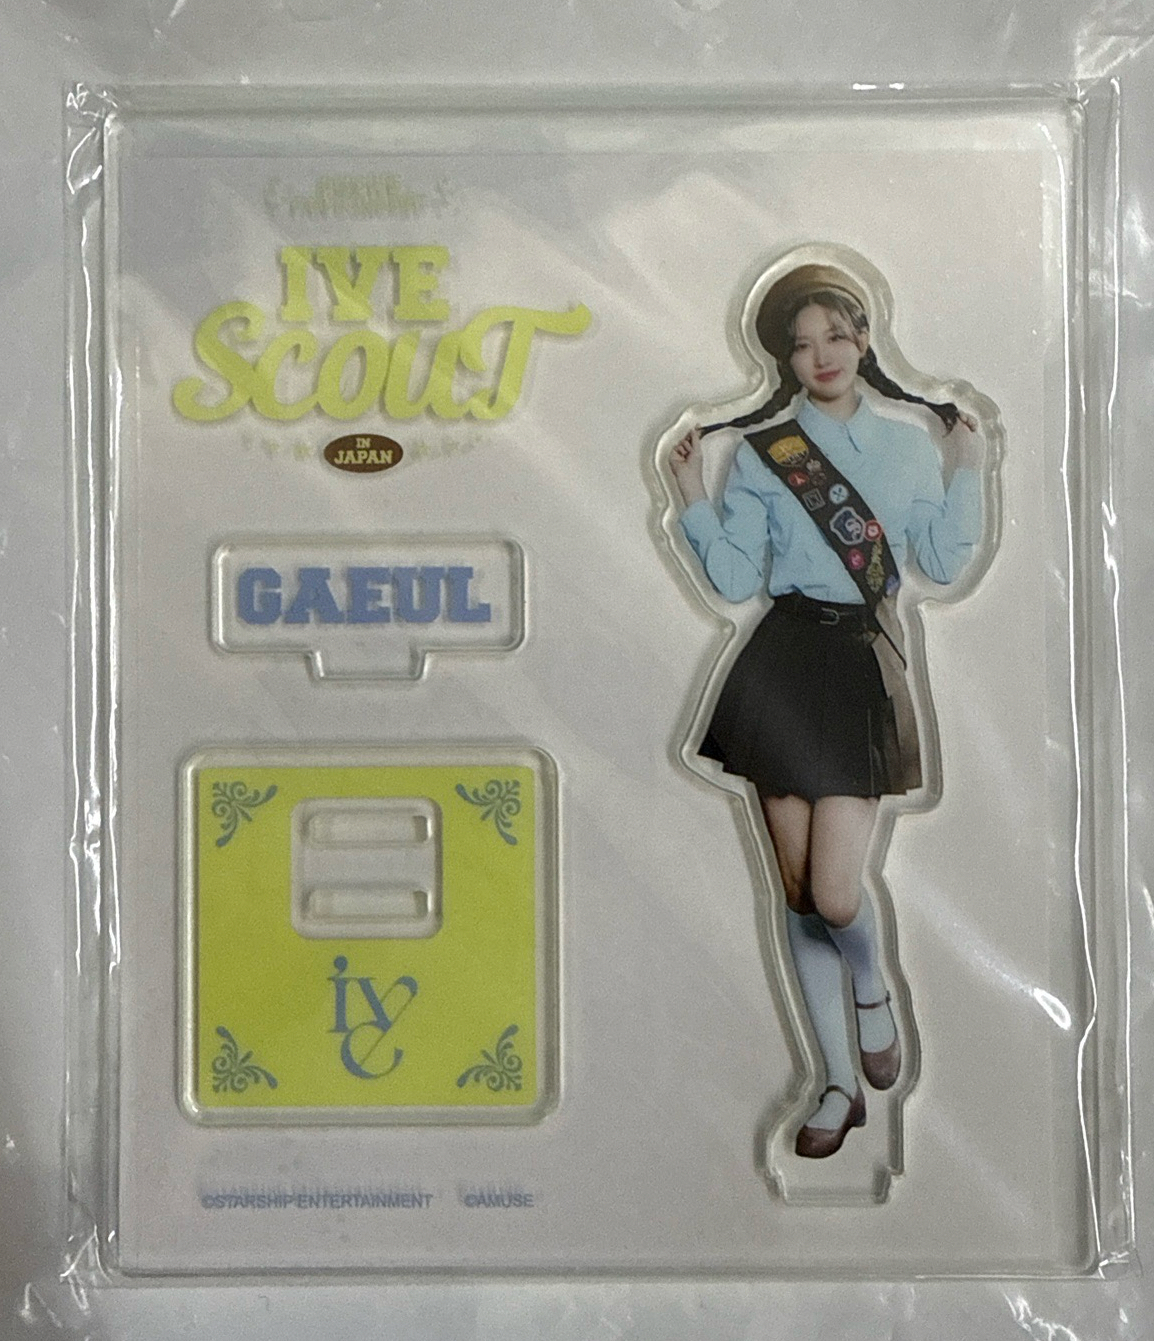 IVE
SCOUT
IN
JAPAN
GAEUL
ive
©STARSHIP ENTERTAINMENT ©AMUSE